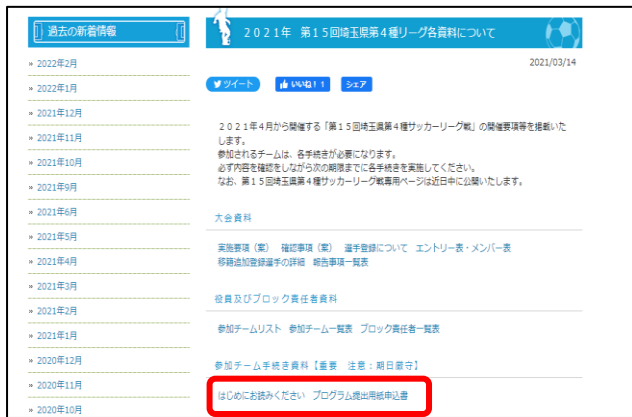 過去の新着情報
» 2022年2月
» 2022年1月
» 2021年12月
» 2021年11月
» 2021年10月
» 2021年9月
» 2021年6月
» 2021年5月
» 2021年4月
» 2021年3月
» 2021年2月
» 2021年1月
» 2020年12月
» 2020年11月
» 2020年10月
2021年 第15回埼玉県第4種リーグ各資料について
2021/03/14
ツイート いいね! 1 シェア
2021年4月から開催する「第15回埼玉県第4種サッカーリーグ戦」の開催要項等を掲載いた
します。
参加されるチームは、各手続きが必要になります。
必ず内容を確認をしながら次の期限までに各手続きを実施してください。
なお、第15回埼玉県第4種サッカーリーグ戦専用ページは近日中に公開いたします。
大会資料
実施要項(案) 確認事項(案) 選手登録について エントリー表・メンバー表
移籍追加登録選手の詳細 報告事項一覧表
役員及びブロック責任者資料
参加チームリスト 参加チーム一覧表 ブロック責任者一覧表
参加チーム手続き資料【重要 注意:期日厳守】
はじめにお読みください プログラム提出用紙申込書